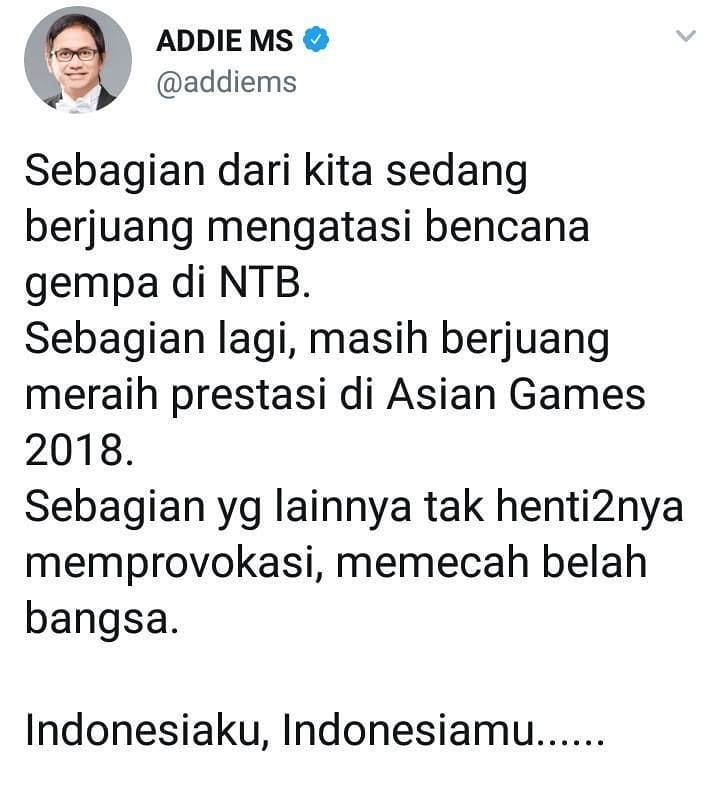 ADDIE MS
@addiems
Sebagian dari kita sedang
berjuang mengatasi bencana
gempa di NTB.
Sebagian lagi, masih berjuang
meraih prestasi di Asian Games
2018.
Sebagian yg lainnya tak henti2nya
memprovokasi, memecah belah
bangsa.
Indonesiaku, Indonesiamu......